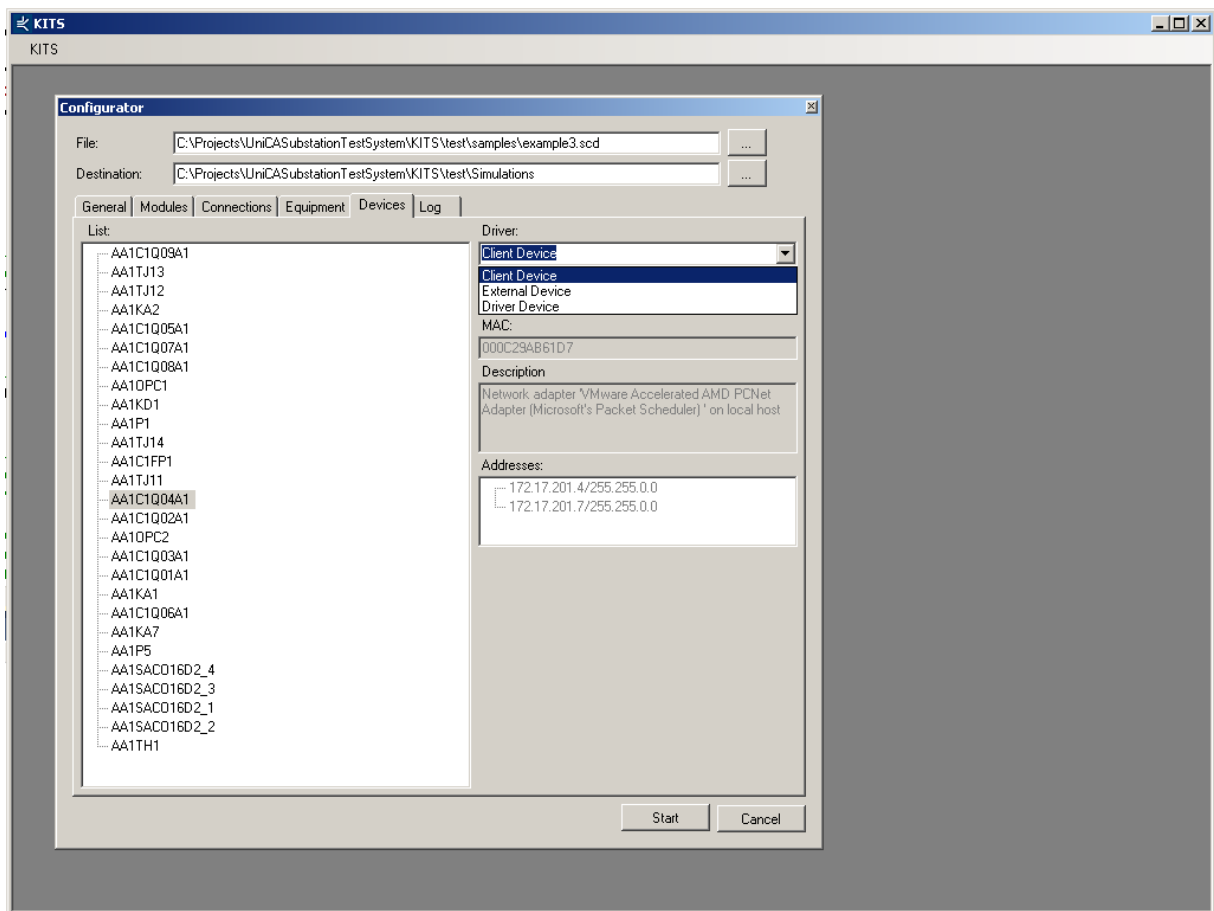 KITS
KITS
Configurator
File:
C:\Projects\UniCASubstationTestSystem\KITS\test\samples\example3.scd
...
Destination:
C:\Projects\UniCASubstationTestSystem\KITS\test\Simulations
...
General Modules Connections Equipment Devices Log
List:
AA1C1Q09A1
AA1TJ13
AA1TJ12
AA1KA2
AA1C1Q05A1
AA1C1Q07A1
AA1C1Q08A1
AA1OPC1
AA1KD1
AA1P1
AA1TJ14
AA1C1FP1
AA1TJ11
AA1C1Q04A1
AA1C1Q02A1
AA1OPC2
AA1C1Q03A1
AA1C1Q01A1
AA1KA1
AA1C1Q06A1
AA1KA7
AA1P5
AA1SACO16D2_4
AA1SACO16D2_3
AA1SACO16D2_1
AA1SACO16D2_2
AA1TH1
Driver:
Client Device
Client Device
External Device
Driver Device
MAC:
000C29AB61D7
Description
Network adapter 'VMware Accelerated AMD PCNet
Adapter (Microsoft's Packet Scheduler) ' on local host
Addresses:
172.17.201.4/255.255.0.0
172.17.201.7/255.255.0.0
Start
Cancel